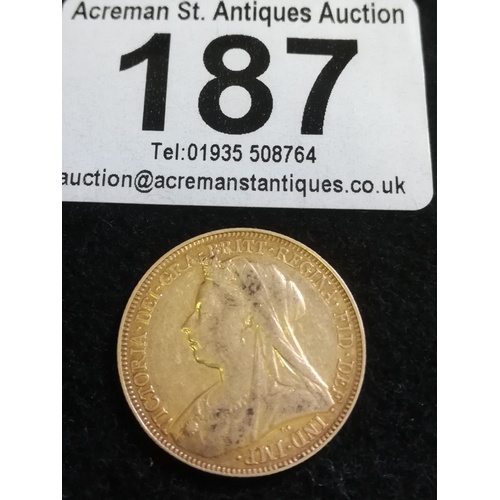 Acreman St. Antiques Auction
187
Tel:01935 508764
auction@acremanstantiques.co.uk
VICTORIA·DEI·GRA·BRITT·REGINA·FID·DEF·IND·IMP·